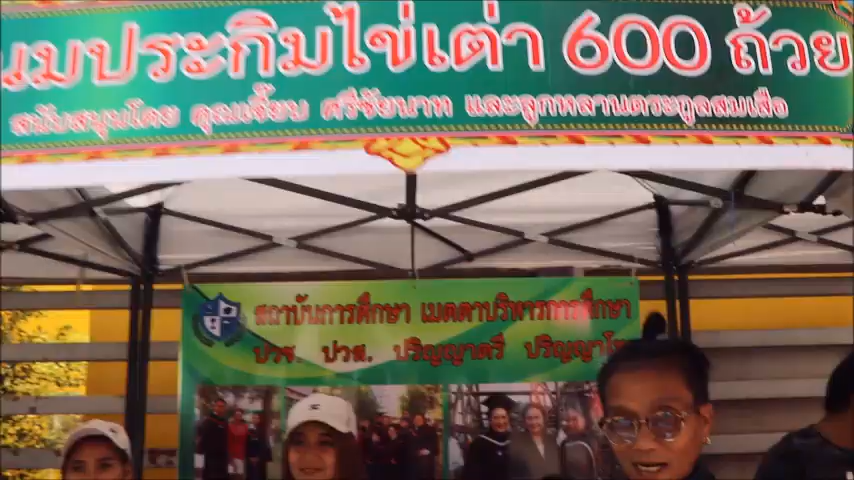 นมประกิมไข่เต่า 600 ถ้วย
สนับสนุนโดย คุณเจี๊ยบ ศรีชัยนาท และลูกหลานตระกูลสมเสือ
สถาบันการศึกษา เมตตาบริหารการศึกษา
ปวช. ปวส. ปริญญาตรี ปริญญาโท